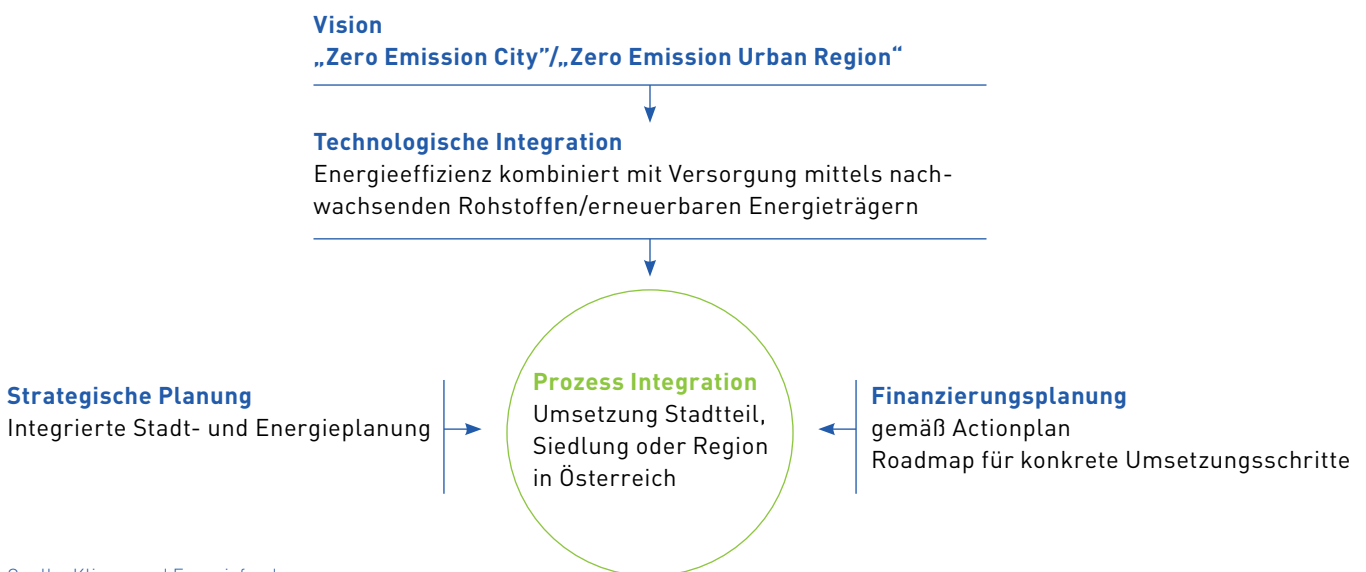 Vision
„Zero Emission City”/„Zero Emission Urban Region“
Technologische Integration
Energieeffizienz kombiniert mit Versorgung mittels nach-
wachsenden Rohstoffen/erneuerbaren Energieträgern
Strategische Planung
Integrierte Stadt- und Energieplanung
Prozess Integration
Umsetzung Stadtteil,
Siedlung oder Region
in Österreich
Finanzierungsplanung
gemäß Actionplan
Roadmap für konkrete Umsetzungsschritte